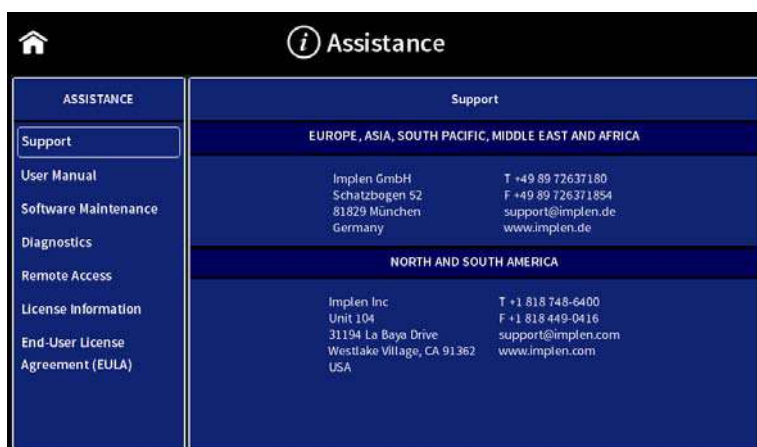 i Assistance
ASSISTANCE
Support
User Manual
Software Maintenance
Diagnostics
Remote Access
License Information
End-User License
Agreement (EULA)
Support
EUROPE, ASIA, SOUTH PACIFIC, MIDDLE EAST AND AFRICA
Implen GmbH
Schatzbogen 52
81829 München
Germany
T +49 89 72637180
F +49 89 726371854
support@implen.de
www.implen.de
NORTH AND SOUTH AMERICA
Implen Inc
Unit 104
31194 La Baya Drive
Westlake Village, CA 91362
USA
T +1 818 748-6400
F +1 818 449-0416
support@implen.com
www.implen.com